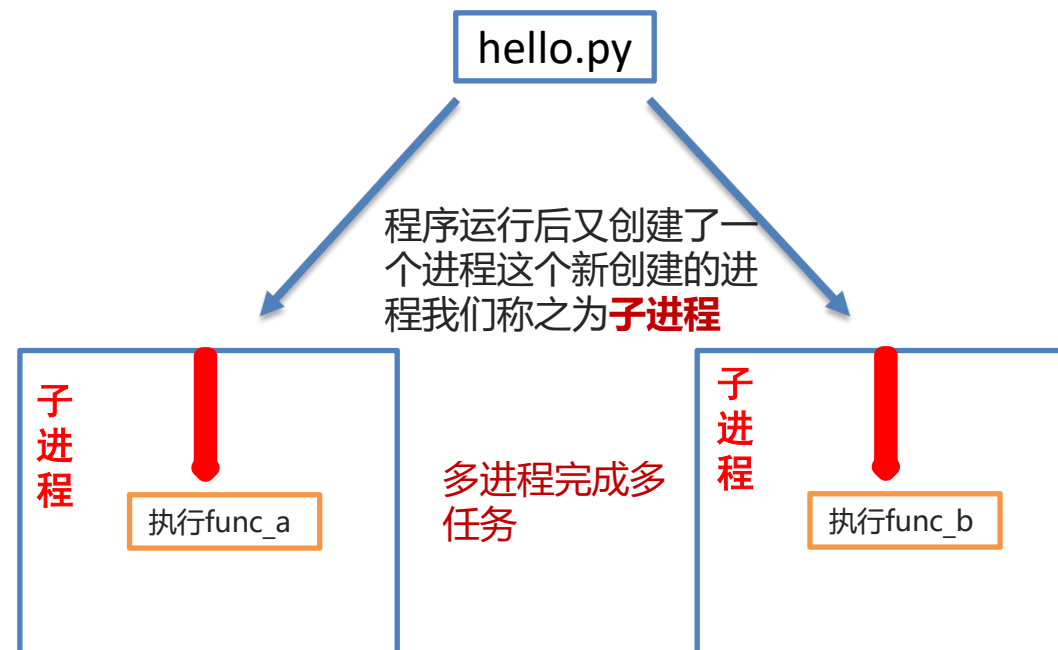 hello.py
程序运行后又创建了一
个进程这个新创建的进
程我们称之为子进程
子
进
程
执行func_a
多进程完成多
任务
子
进
程
执行func_b